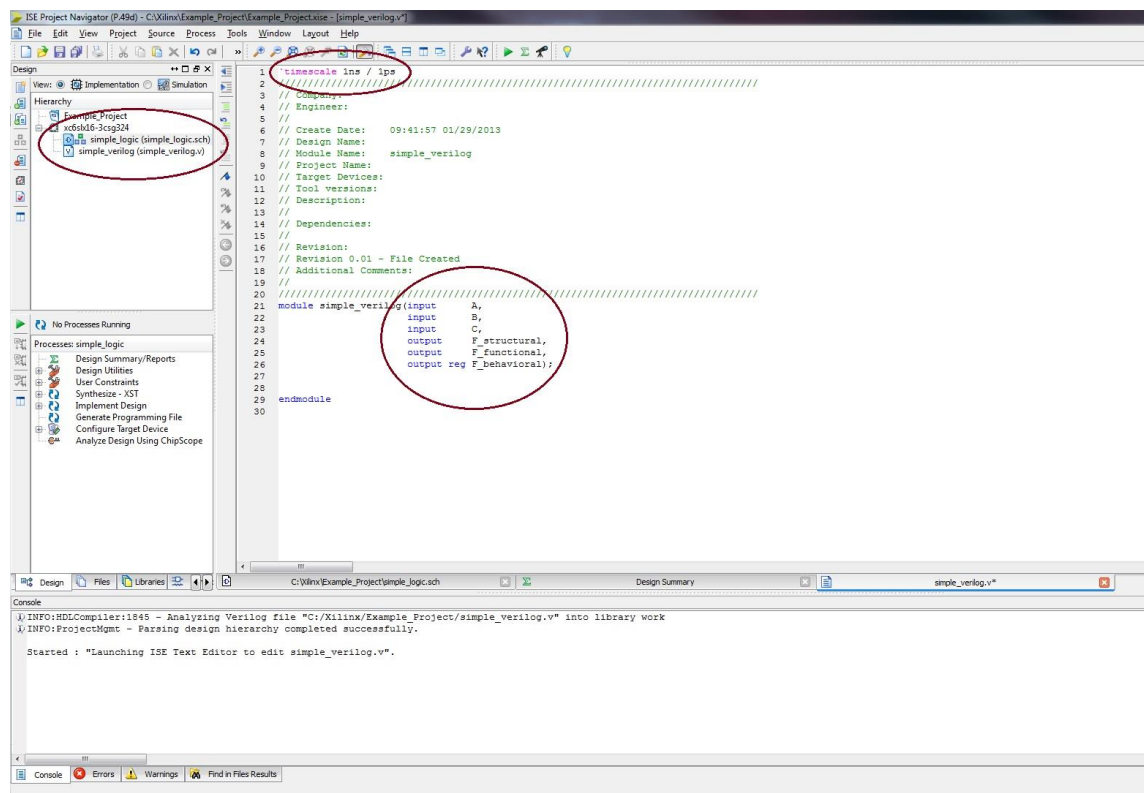 ISE Project Navigator (P.49d) - C:\Xilinx\Example_Project\Example_Project.xise - [simple_verilog.v*]
File Edit View Project Source Process Tools Window Layout Help
Design
View: Implementation Simulation
Hierarchy
Example_Project
xc6slx16-3csg324
simple_logic (simple_logic.sch)
simple_verilog (simple_verilog.v)
No Processes Running
Processes: simple_logic
Design Summary/Reports
Design Utilities
User Constraints
Synthesize - XST
Implement Design
Generate Programming File
Configure Target Device
Analyze Design Using ChipScope
Design Files Libraries
1 `timescale 1ns / 1ps
2 //////////////////////////////////////////////////////////////////////////////////
3 // Company:
4 // Engineer:
5 //
6 // Create Date: 09:41:57 01/29/2013
7 // Design Name:
8 // Module Name: simple_verilog
9 // Project Name:
10 // Target Devices:
11 // Tool versions:
12 // Description:
13 //
14 // Dependencies:
15 //
16 // Revision:
17 // Revision 0.01 - File Created
18 // Additional Comments:
19 //
20 //////////////////////////////////////////////////////////////////////////////////
21 module simple_verilog(input A,
22 input B,
23 input C,
24 output F_structural,
25 output F_functional,
26 output reg F_behavioral);
27
28
29 endmodule
30
C:\Xilinx\Example_Project\simple_logic.sch Design Summary simple_verilog.v*
Console
INFO:HDLCompiler:1845 - Analyzing Verilog file "C:/Xilinx/Example_Project/simple_verilog.v" into library work
INFO:ProjectMgmt - Parsing design hierarchy completed successfully.
Started : "Launching ISE Text Editor to edit simple_verilog.v".
Console Errors Warnings Find in Files Results